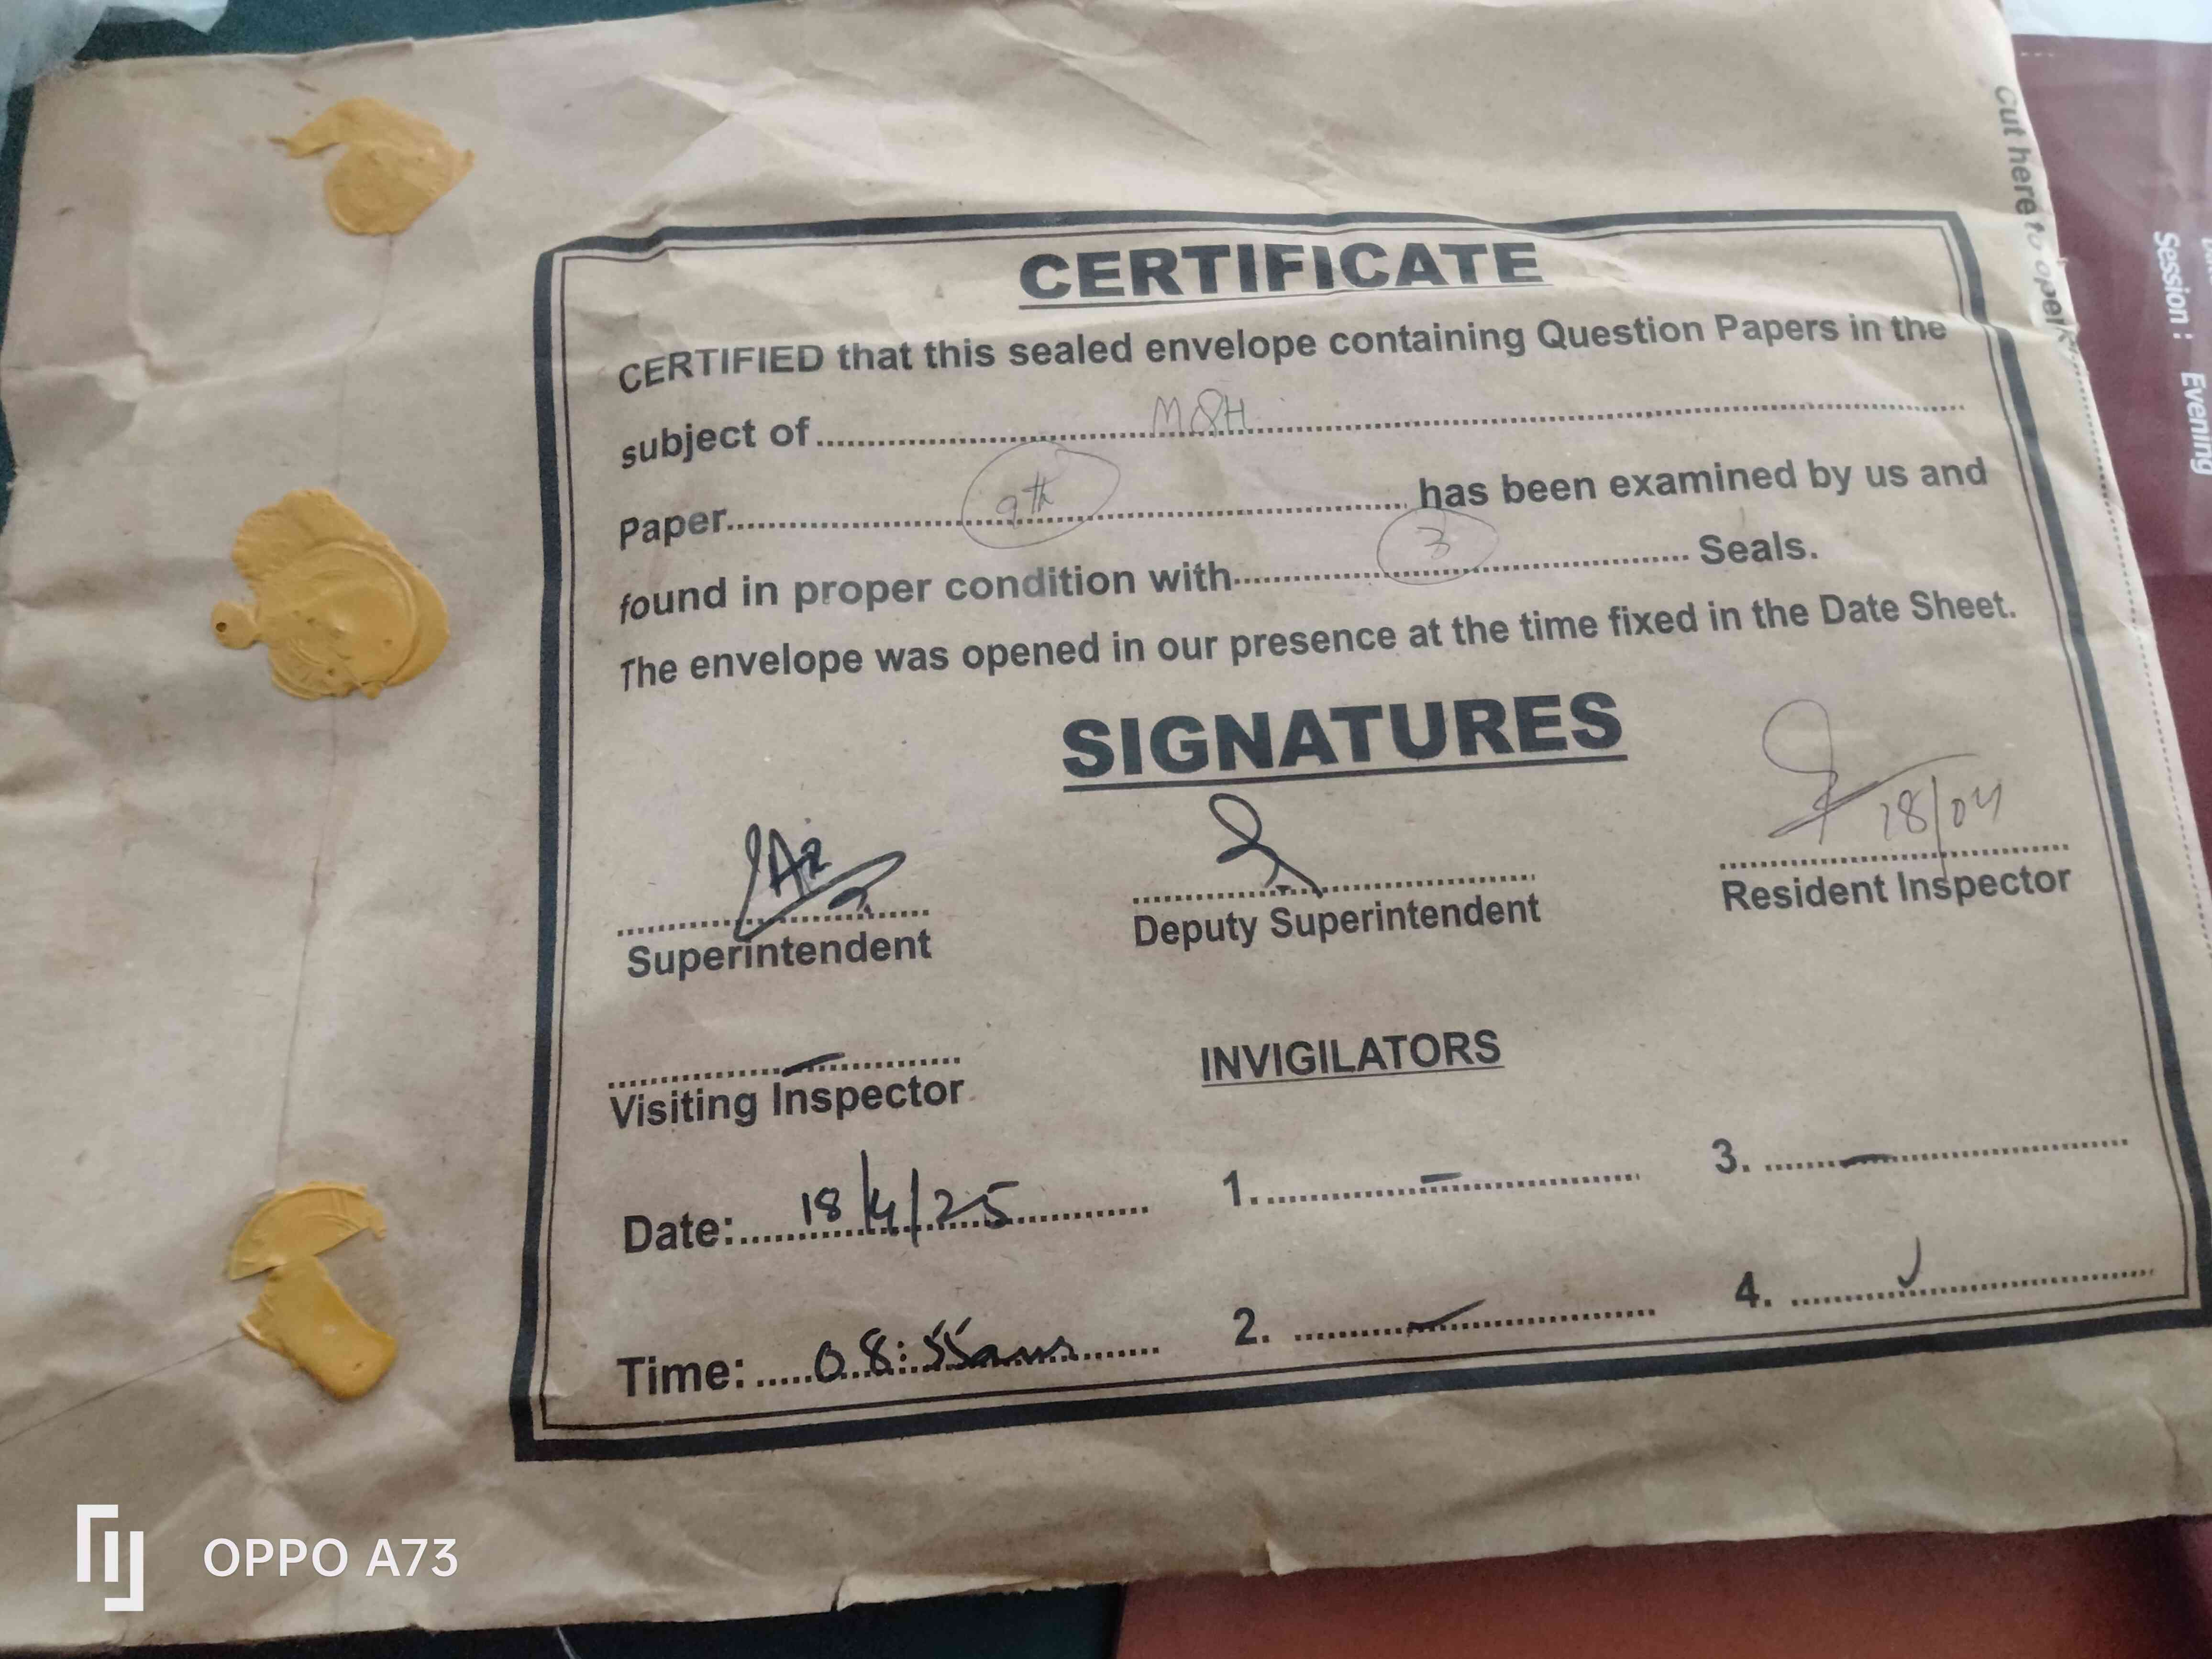 CERTIFICATE
CERTIFIED that this sealed envelope containing Question Papers in the
subject of.......... M&H ..........
Paper.......... 9th .......... has been examined by us and
found in proper condition with.......... 3 .......... Seals.
The envelope was opened in our presence at the time fixed in the Date Sheet.
SIGNATURES
18/04
Superintendent
Deputy Superintendent
Resident Inspector
Visiting Inspector
INVIGILATORS
Date: 18/4/25
1.
3.
Time: 08:55am
2.
4.
Cut here to open
Session : Evening
OPPO A73